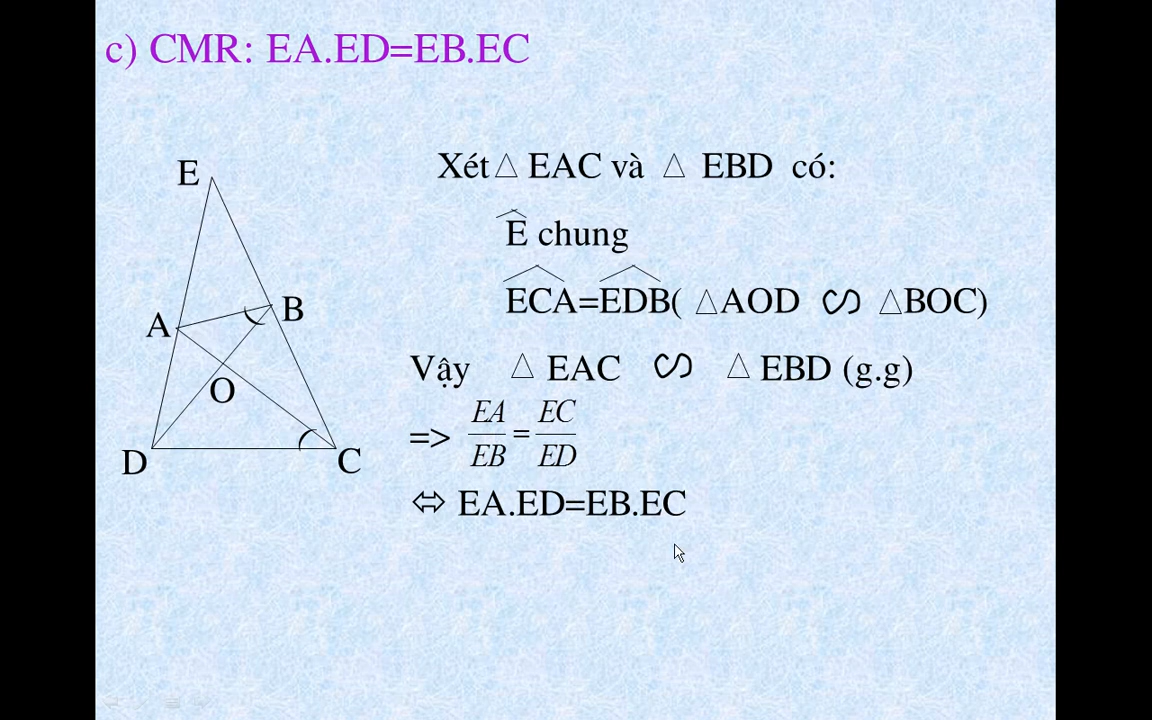 c) CMR: EA.ED=EB.EC
E
A
B
O
D
C
Xét △ EAC và △ EBD có:
Ê chung
ECA=EDB( △AOD ∽ △BOC)
Vậy △ EAC ∽ △ EBD (g.g)
=> EA/EB = EC/ED
⇔ EA.ED=EB.EC